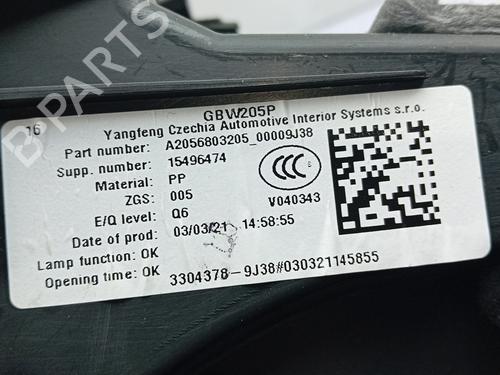 16
GBW205P
Yangfeng Czechia Automotive Interior Systems s.r.o.
Part number: A2056803205_00009J38
Supp. number: 15496474
Material: PP
ZGS: 005
E/Q level: Q6
Date of prod: 03/03/21 14:58:55
Lamp function: OK
Opening time: OK
CCC
V040343
3304378-9J38#030321145855
B-PARTS